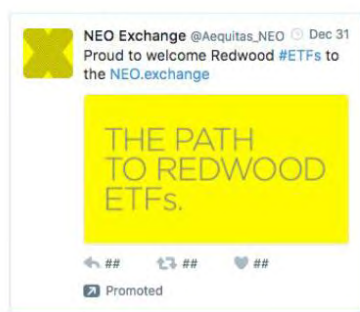 NEO Exchange @Aequitas_NEO Dec 31
Proud to welcome Redwood #ETFs to
the NEO.exchange
THE PATH
TO REDWOOD
ETFs.
## ## ##
Promoted